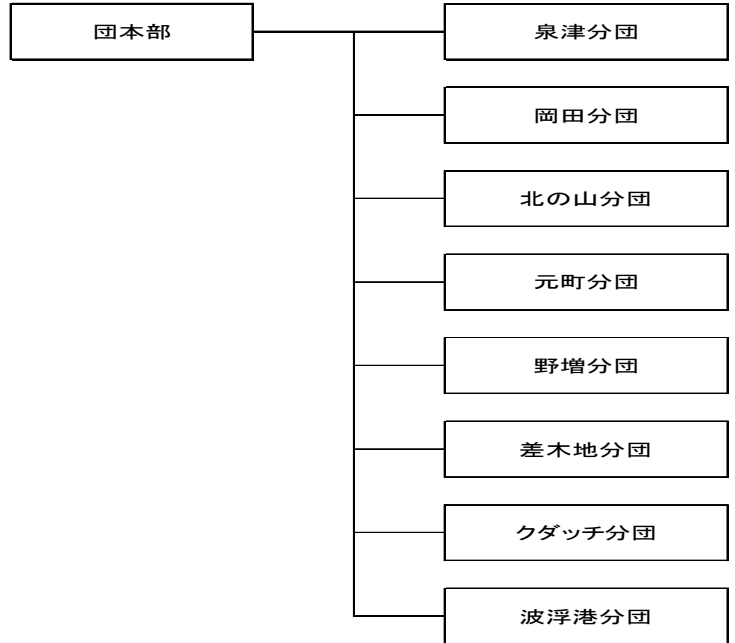 団本部
泉津分団
岡田分団
北の山分団
元町分団
野増分団
差木地分団
クダッチ分団
波浮港分団